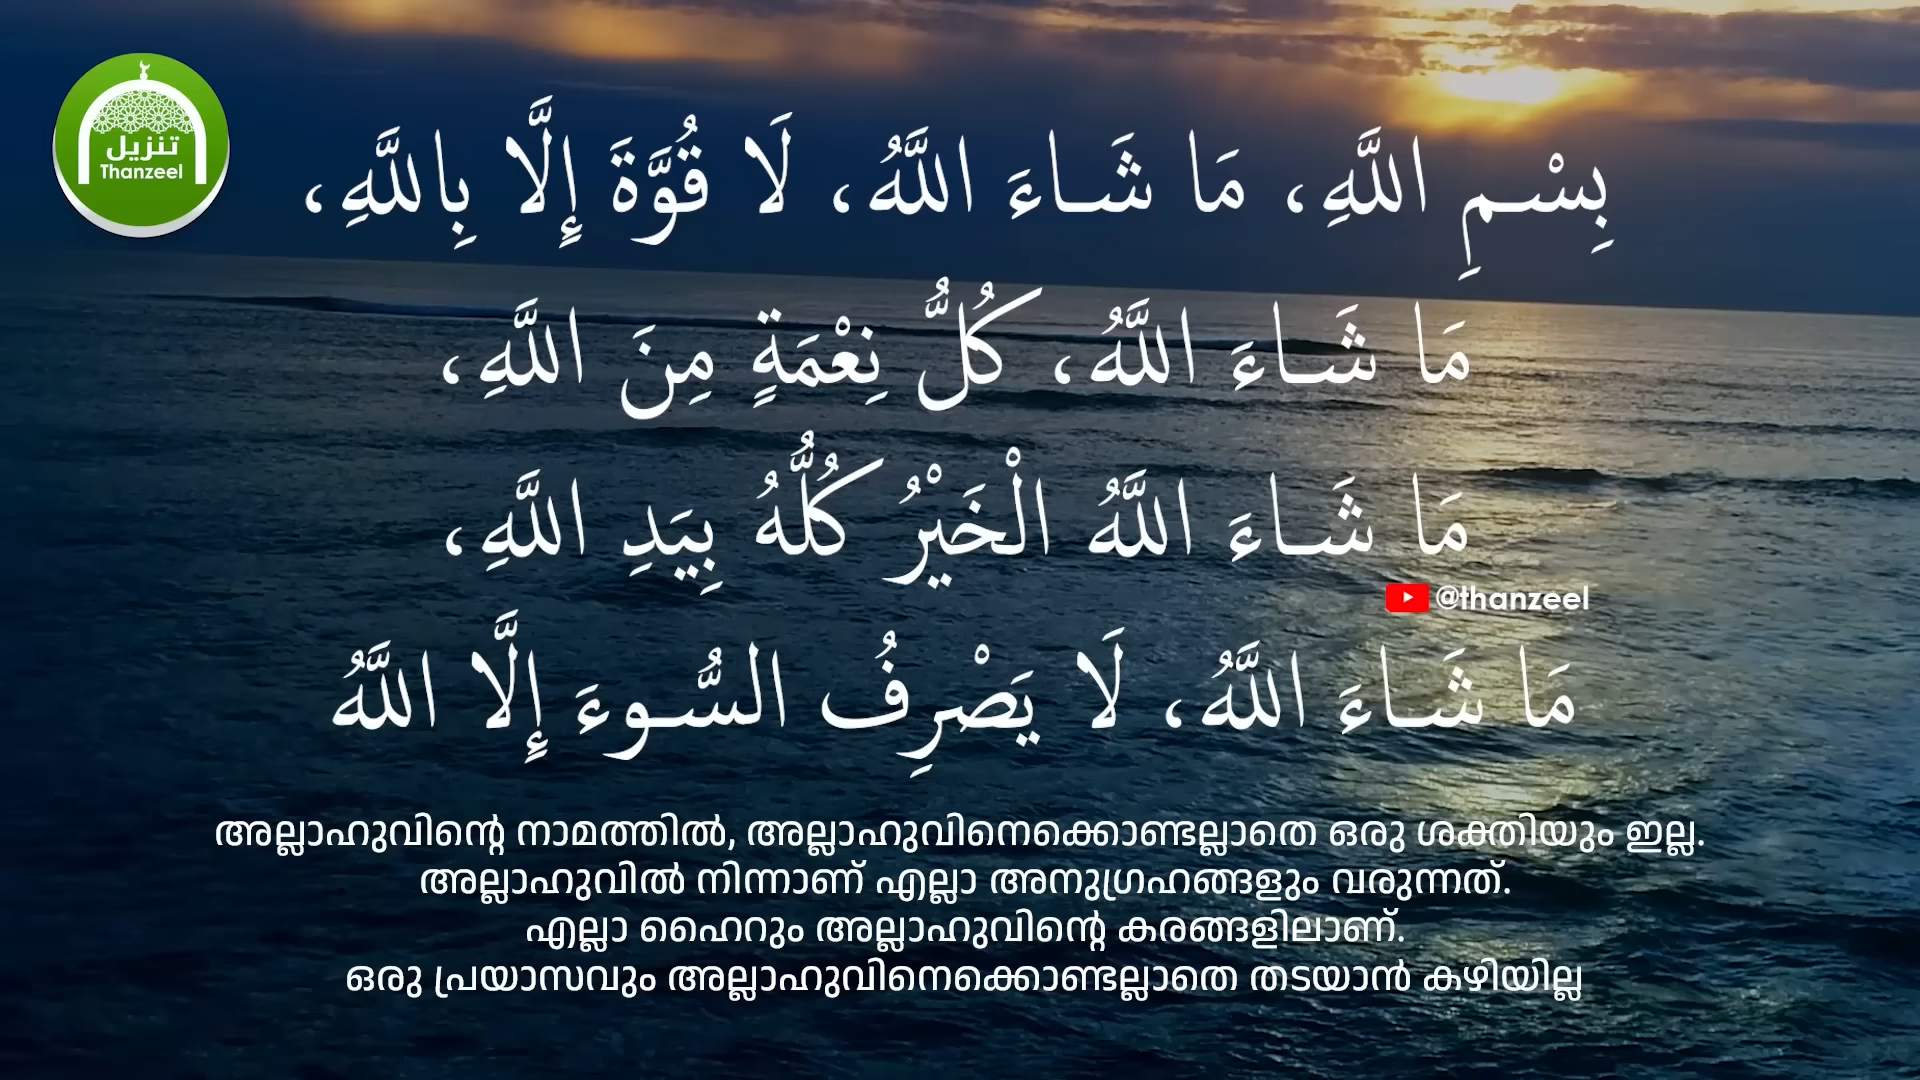 تنزيل
Thanzeel
بِسْمِ اللَّهِ، مَا شَاءَ اللَّهُ، لَا قُوَّةَ إِلَّا بِاللَّهِ،
مَا شَاءَ اللَّهُ، كُلُّ نِعْمَةٍ مِنَ اللَّهِ،
مَا شَاءَ اللَّهُ الْخَيْرُ كُلُّهُ بِيَدِ اللَّهِ،
@thanzeel
مَا شَاءَ اللَّهُ، لَا يَصْرِفُ السُّوءَ إِلَّا اللَّهُ
അല്ലാഹുവിന്റെ നാമത്തിൽ, അല്ലാഹുവിനെക്കൊണ്ടല്ലാതെ ഒരു ശക്തിയും ഇല്ല.
അല്ലാഹുവിൽ നിന്നാണ് എല്ലാ അനുഗ്രഹങ്ങളും വരുന്നത്.
എല്ലാ ഹൈറും അല്ലാഹുവിന്റെ കരങ്ങളിലാണ്.
ഒരു പ്രയാസവും അല്ലാഹുവിനെക്കൊണ്ടല്ലാതെ തടയാൻ കഴിയില്ല